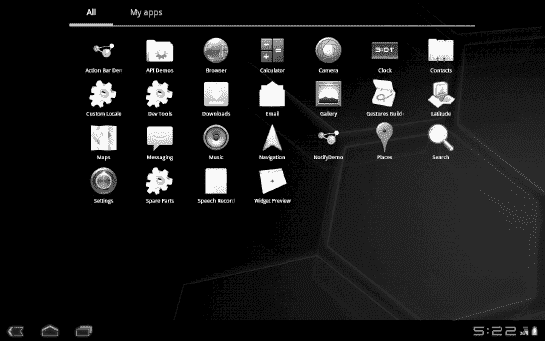 All My apps
Action Bar Den API Demos Browser Calculator Camera Clock Contacts
Custom Locale Dev Tools Downloads Email Gallery Gestures Build Latitude
Maps Messaging Music Navigation NotifyDemo Places Search
Settings Spare Parts Speech Record Widget Preview
5:22